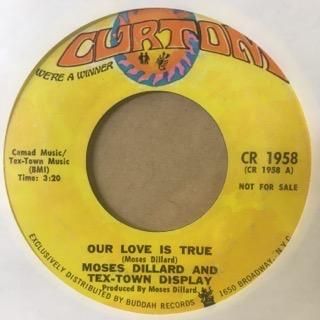 CURTOM
WE'RE A WINNER
Camad Music/
Tex-Town Music
(BMI)
Time: 3:20
CR 1958
(CR 1958 A)
NOT FOR SALE
OUR LOVE IS TRUE
(Moses Dillard)
MOSES DILLARD AND
TEX-TOWN DISPLAY
Produced By Moses Dillard
EXCLUSIVELY DISTRIBUTED BY BUDDAH RECORDS • 1650 BROADWAY, N.Y.C.